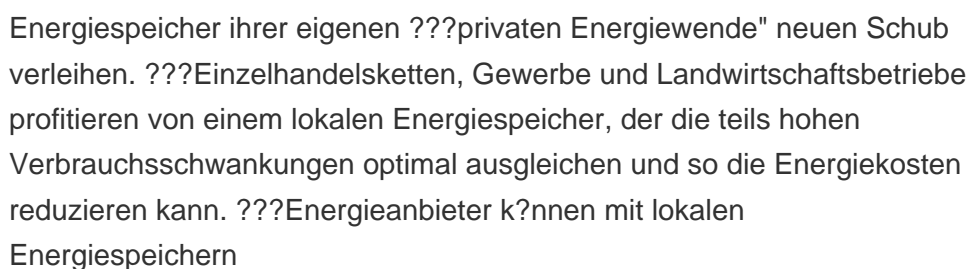 Energiespeicher ihrer eigenen ???privaten Energiewende" neuen Schub
verleihen. ???Einzelhandelsketten, Gewerbe und Landwirtschaftsbetriebe
profitieren von einem lokalen Energiespeicher, der die teils hohen
Verbrauchsschwankungen optimal ausgleichen und so die Energiekosten
reduzieren kann. ???Energieanbieter k?nnen mit lokalen
Energiespeichern